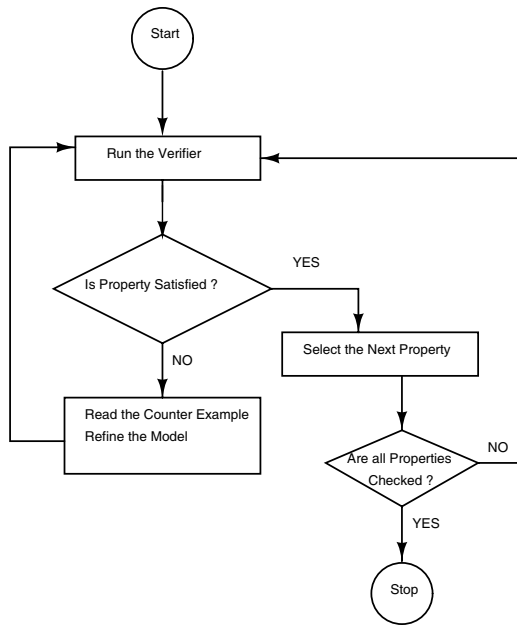 Start
Run the Verifier
Is Property Satisfied ?
YES
NO
Select the Next Property
Read the Counter Example
Refine the Model
Are all Properties
Checked ?
NO
YES
Stop